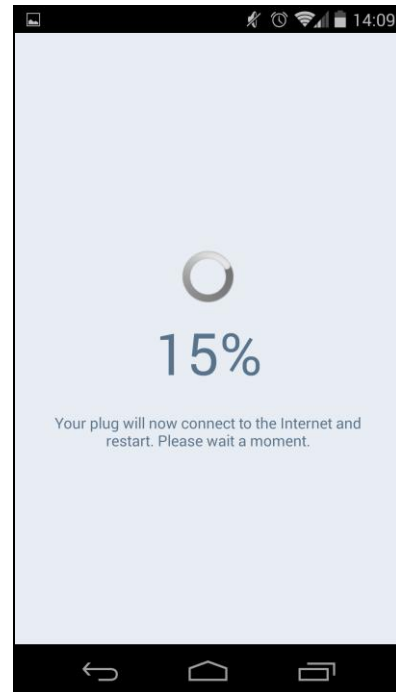 14:09
15%
Your plug will now connect to the Internet and
restart. Please wait a moment.